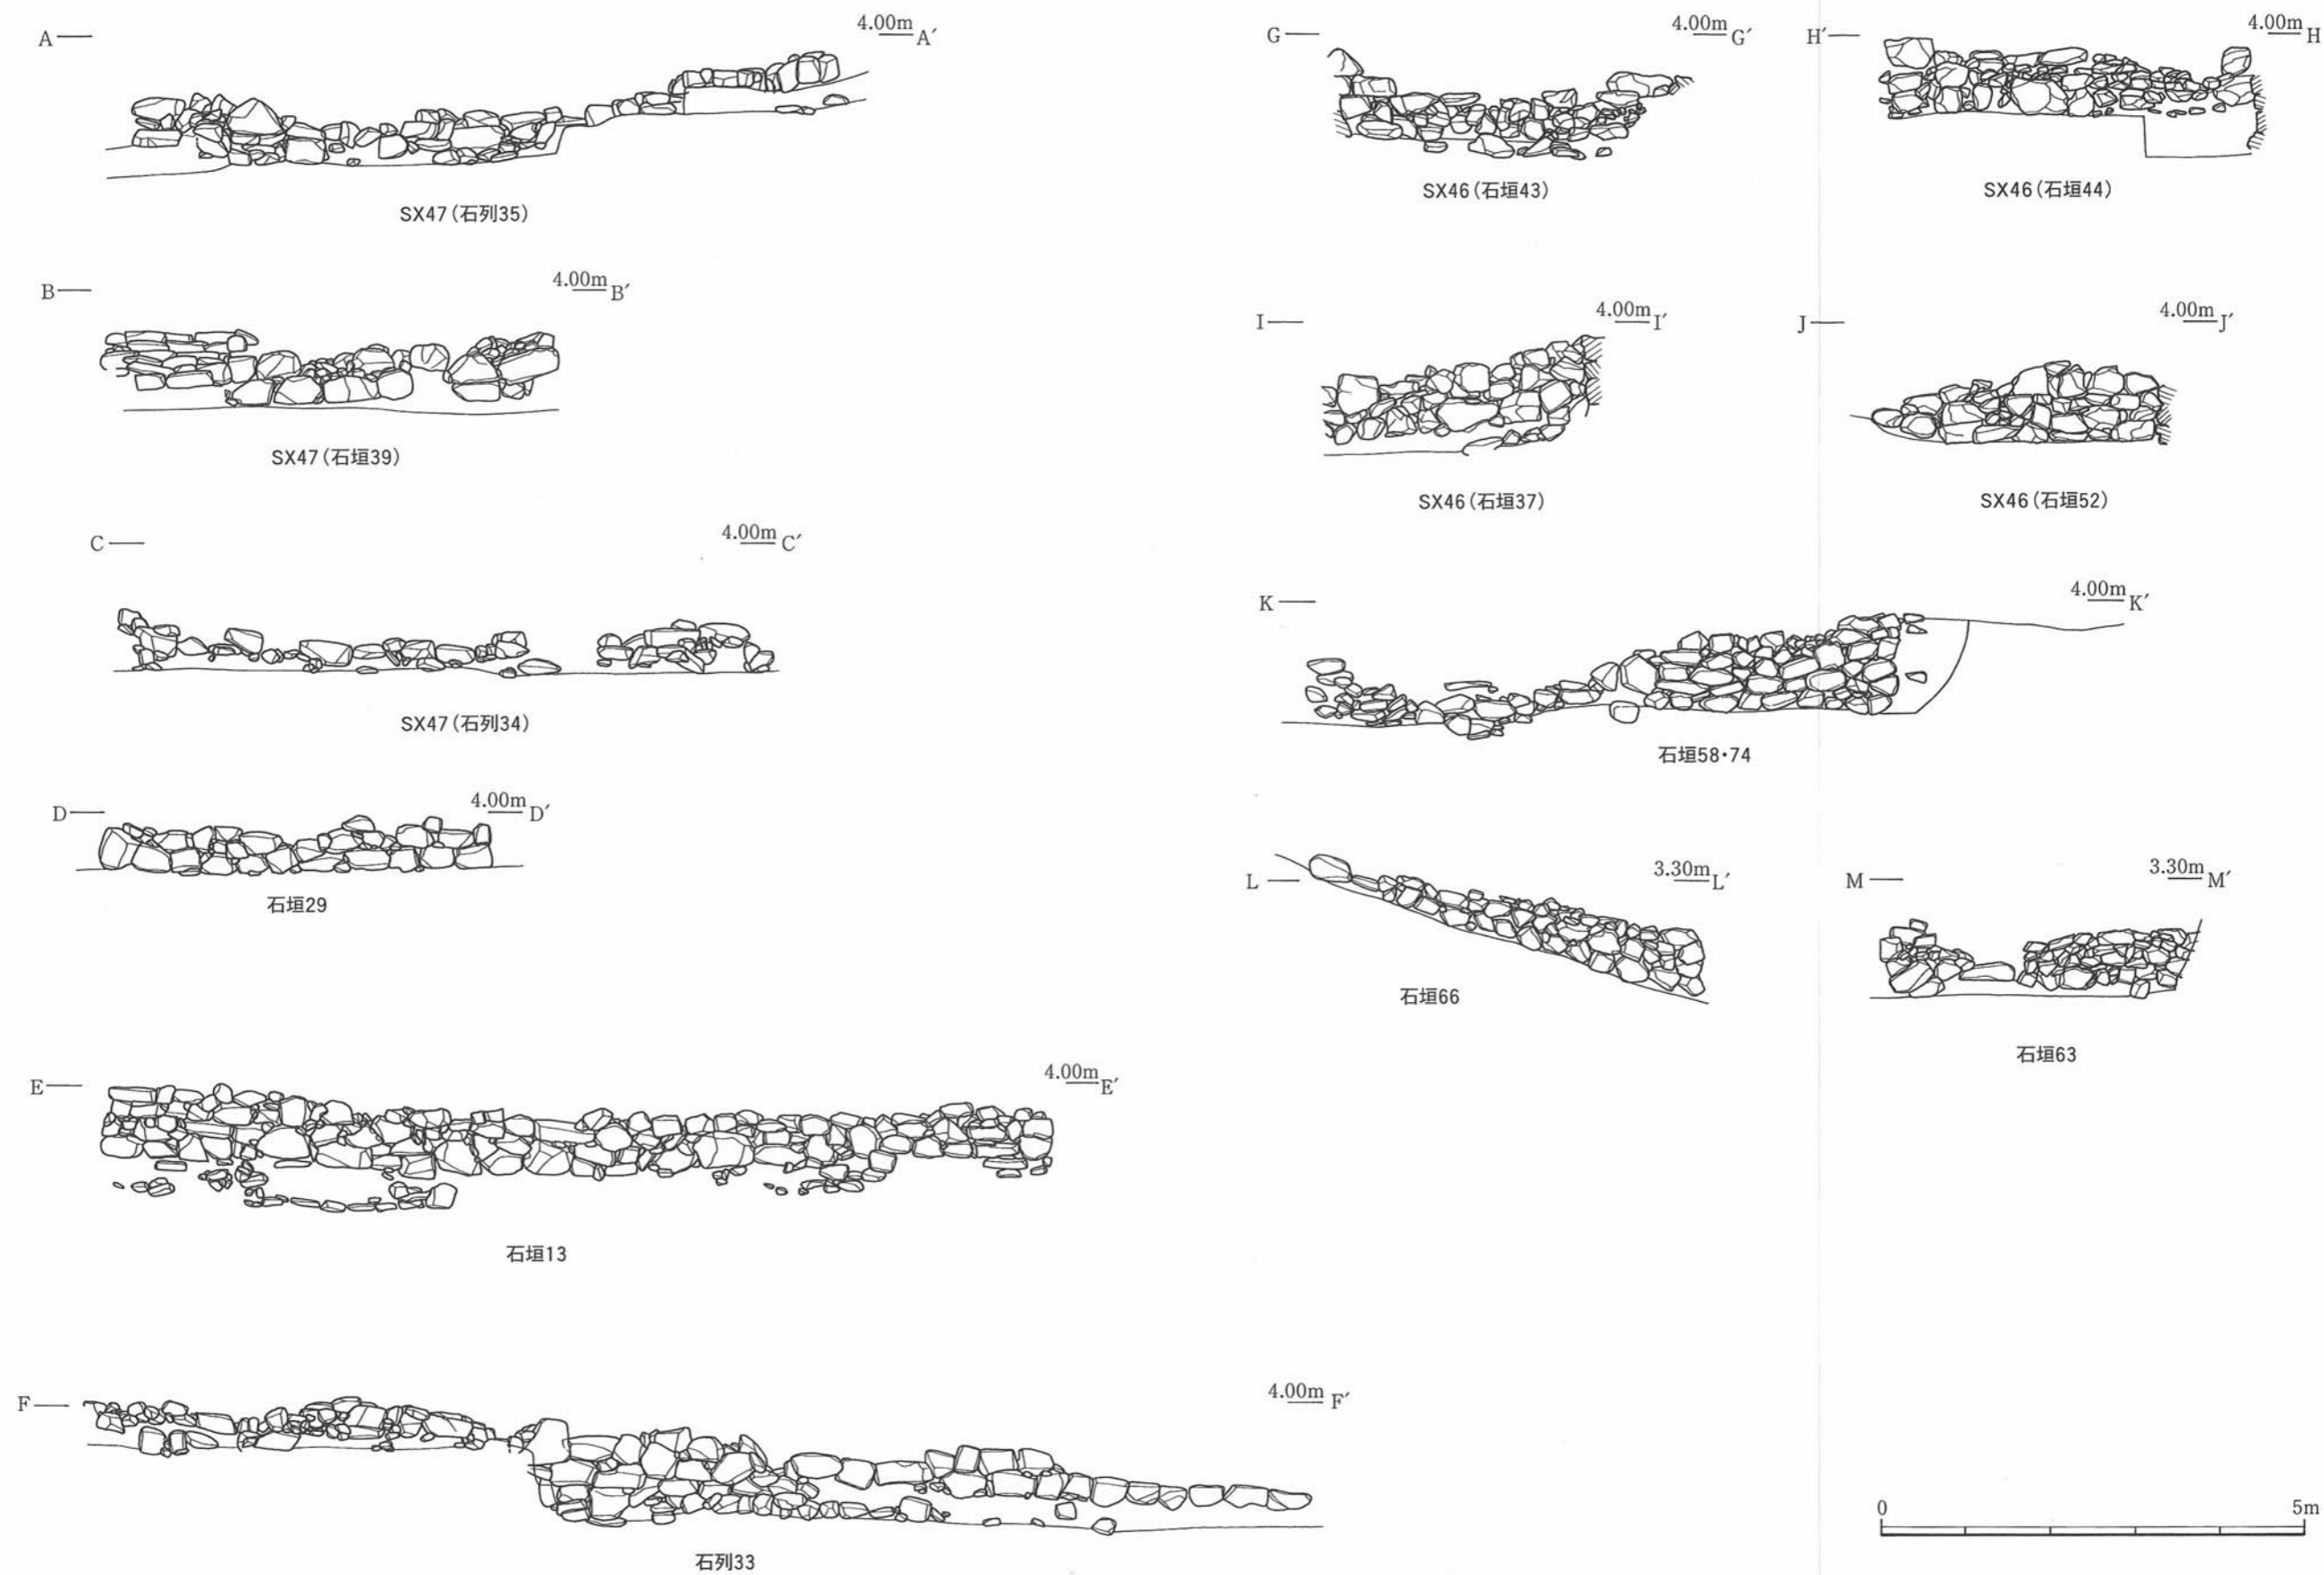 A 4.00m A′
SX47(石列35)
B 4.00m B′
SX47(石垣39)
C 4.00m C′
SX47(石列34)
D 4.00m D′
石垣29
E 4.00m E′
石垣13
F 4.00m F′
石列33
G 4.00m G′
SX46(石垣43)
H′ 4.00m H
SX46(石垣44)
I 4.00m I′
SX46(石垣37)
J 4.00m J′
SX46(石垣52)
K 4.00m K′
石垣58・74
L 3.30m L′
石垣66
M 3.30m M′
石垣63
0 5m